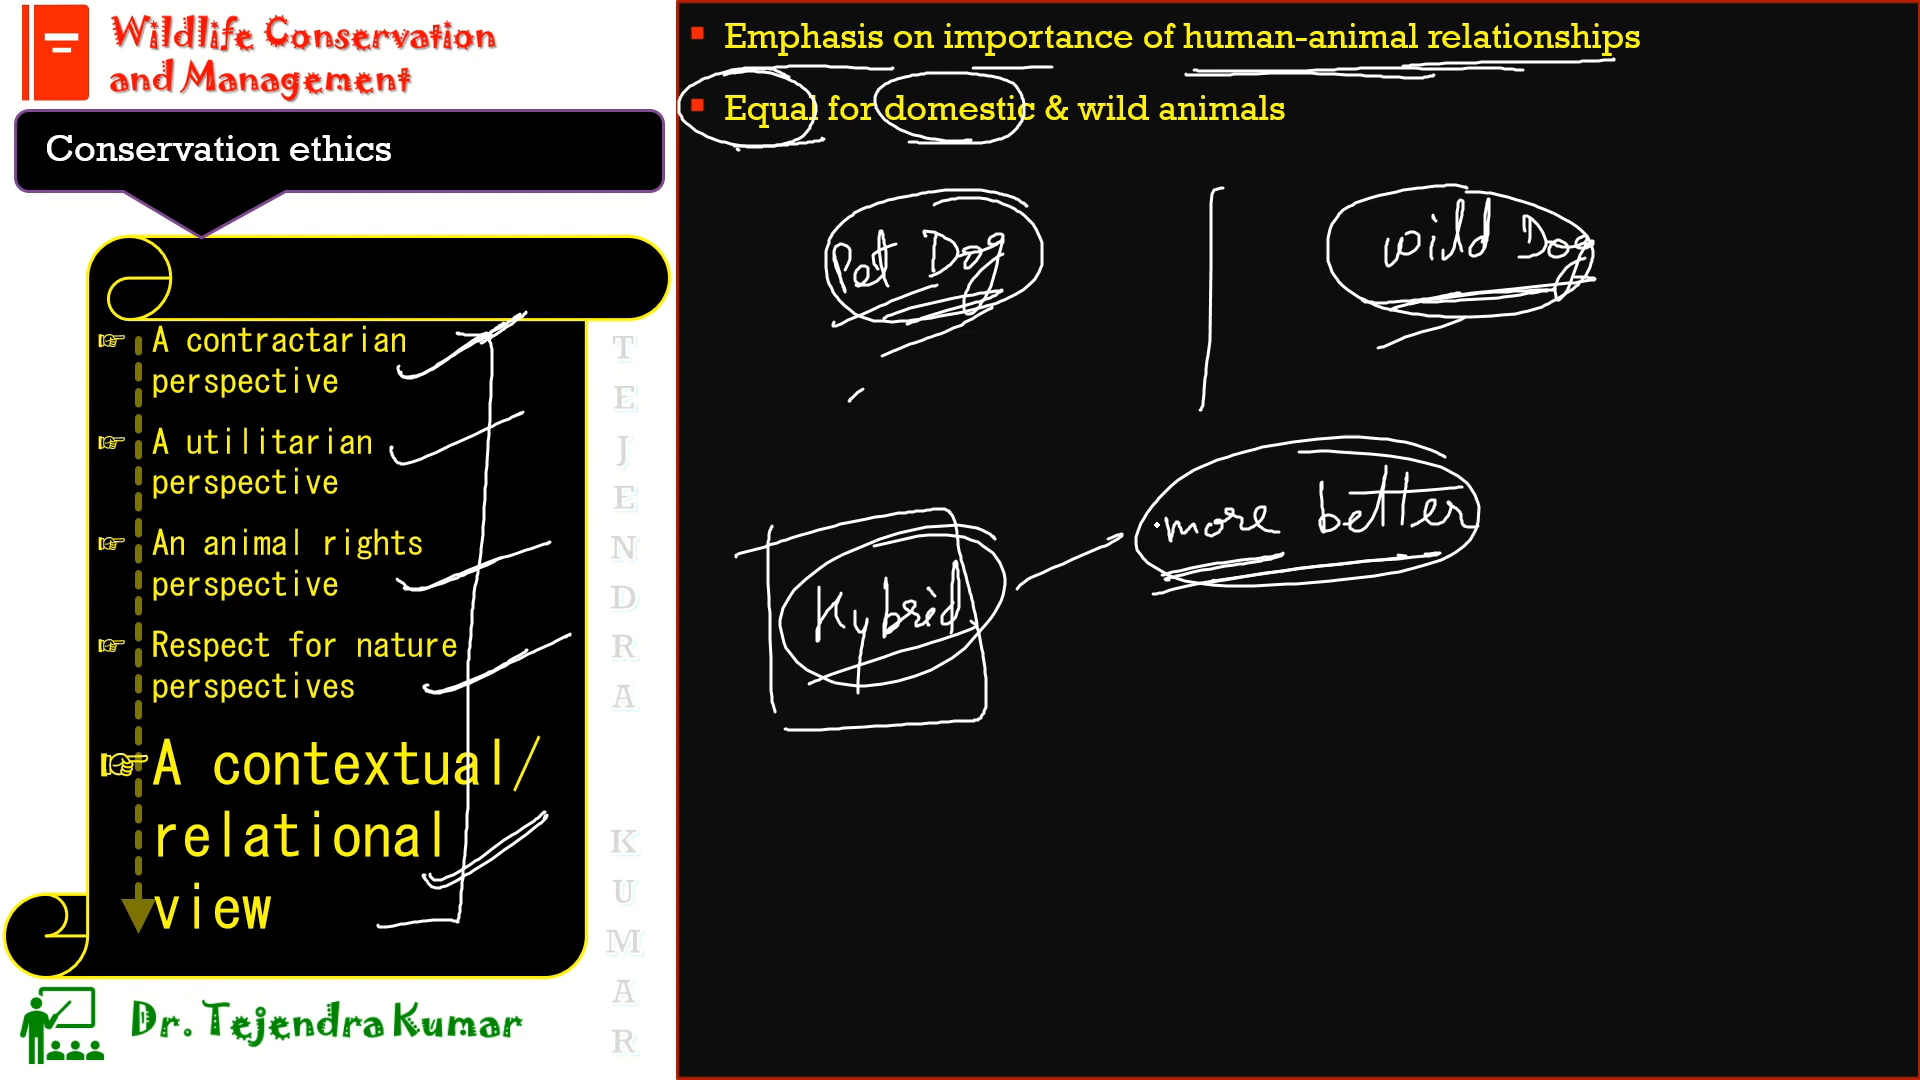 Wildlife Conservation
and Management
Conservation ethics
A contractarian
perspective
A utilitarian
perspective
An animal rights
perspective
Respect for nature
perspectives
A contextual/
relational
view
TEJENDRA KUMAR
Dr. Tejendra Kumar
Emphasis on importance of human-animal relationships
Equal for domestic & wild animals
Pet Dog
wild Dog
more better
Hybrid